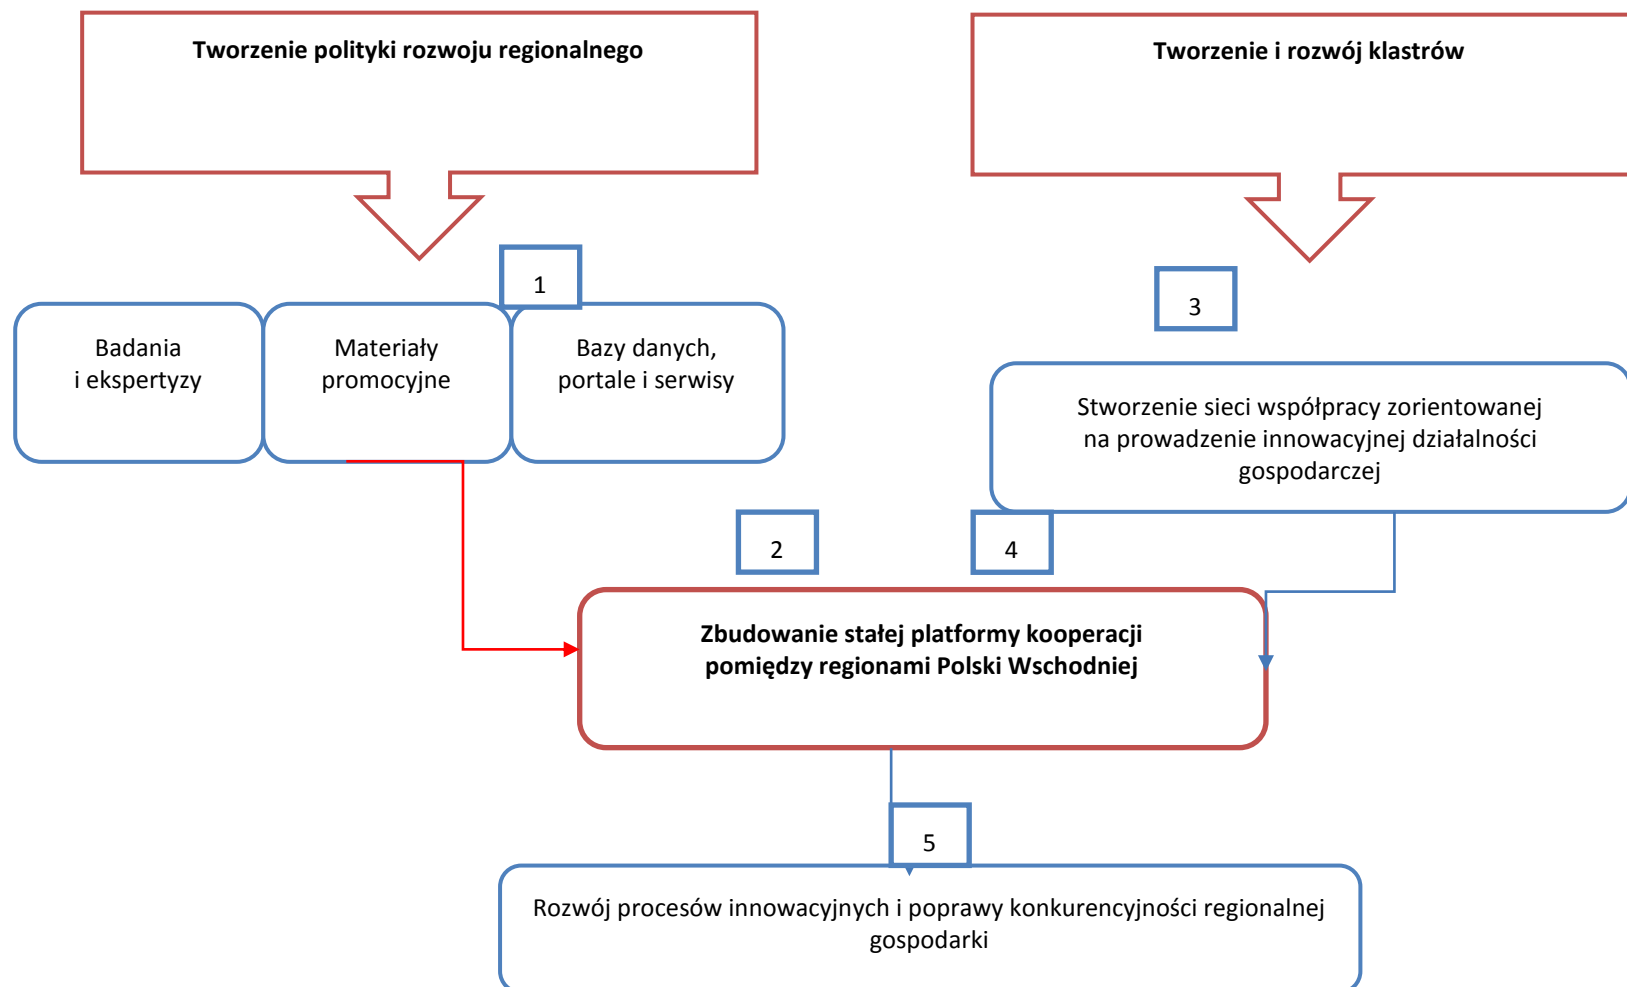 Tworzenie polityki rozwoju regionalnego
Tworzenie i rozwój klastrów
1
3
Badania
i ekspertyzy
Materiały
promocyjne
Bazy danych,
portale i serwisy
Stworzenie sieci współpracy zorientowanej
na prowadzenie innowacyjnej działalności
gospodarczej
2
4
Zbudowanie stałej platformy kooperacji
pomiędzy regionami Polski Wschodniej
5
Rozwój procesów innowacyjnych i poprawy konkurencyjności regionalnej
gospodarki